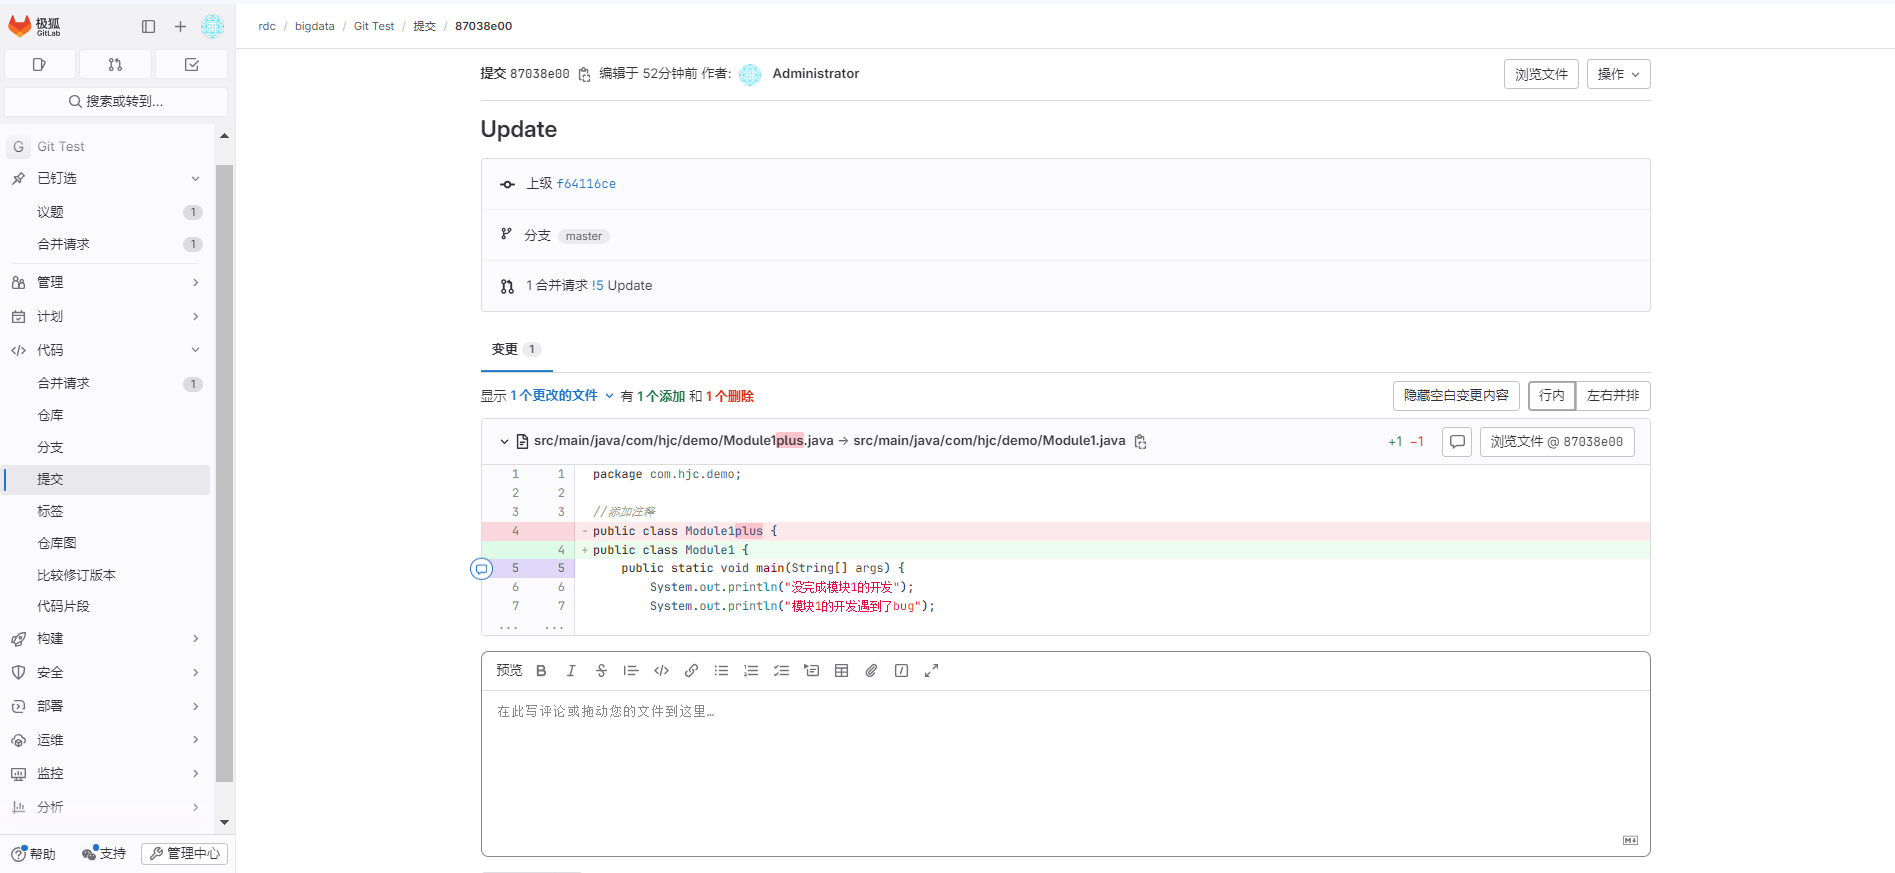 极狐
GitLab
搜索或转到...
G Git Test
已钉选
议题 1
合并请求 1
管理
计划
代码
合并请求 1
仓库
分支
提交
标签
仓库图
比较修订版本
代码片段
构建
安全
部署
运维
监控
分析
帮助 支持 管理中心
rdc / bigdata / Git Test / 提交 / 87038e00
提交 87038e00 编辑于 52分钟前 作者: Administrator
浏览文件 操作
Update
上级 f64116ce
分支 master
1 合并请求 !5 Update
变更 1
显示 1 个更改的文件 有 1 个添加 和 1 个删除
隐藏空白变更内容 行内 左右并排
src/main/java/com/hjc/demo/Module1plus.java → src/main/java/com/hjc/demo/Module1.java
+1 −1 浏览文件 @ 87038e00
1 1 package com.hjc.demo;
2 2
3 3 //添加注释
4 - public class Module1plus {
4 + public class Module1 {
5 5 public static void main(String[] args) {
6 6 System.out.println("没完成模块1的开发");
7 7 System.out.println("模块1的开发遇到了bug");
... ...
预览 B I S
在此写评论或拖动您的文件到这里…